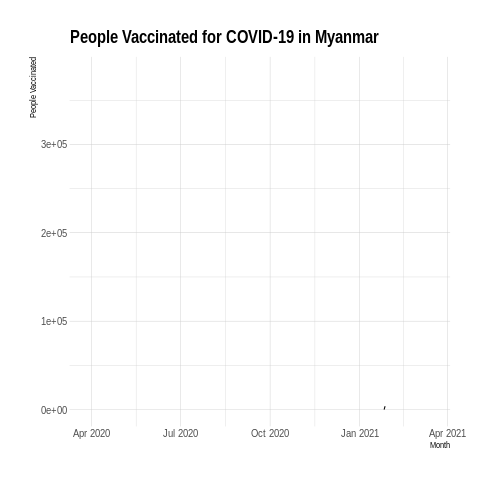 People Vaccinated for COVID-19 in Myanmar
People Vaccinated
3e+05
2e+05
1e+05
0e+00
Apr 2020 Jul 2020 Oct 2020 Jan 2021 Apr 2021
Month